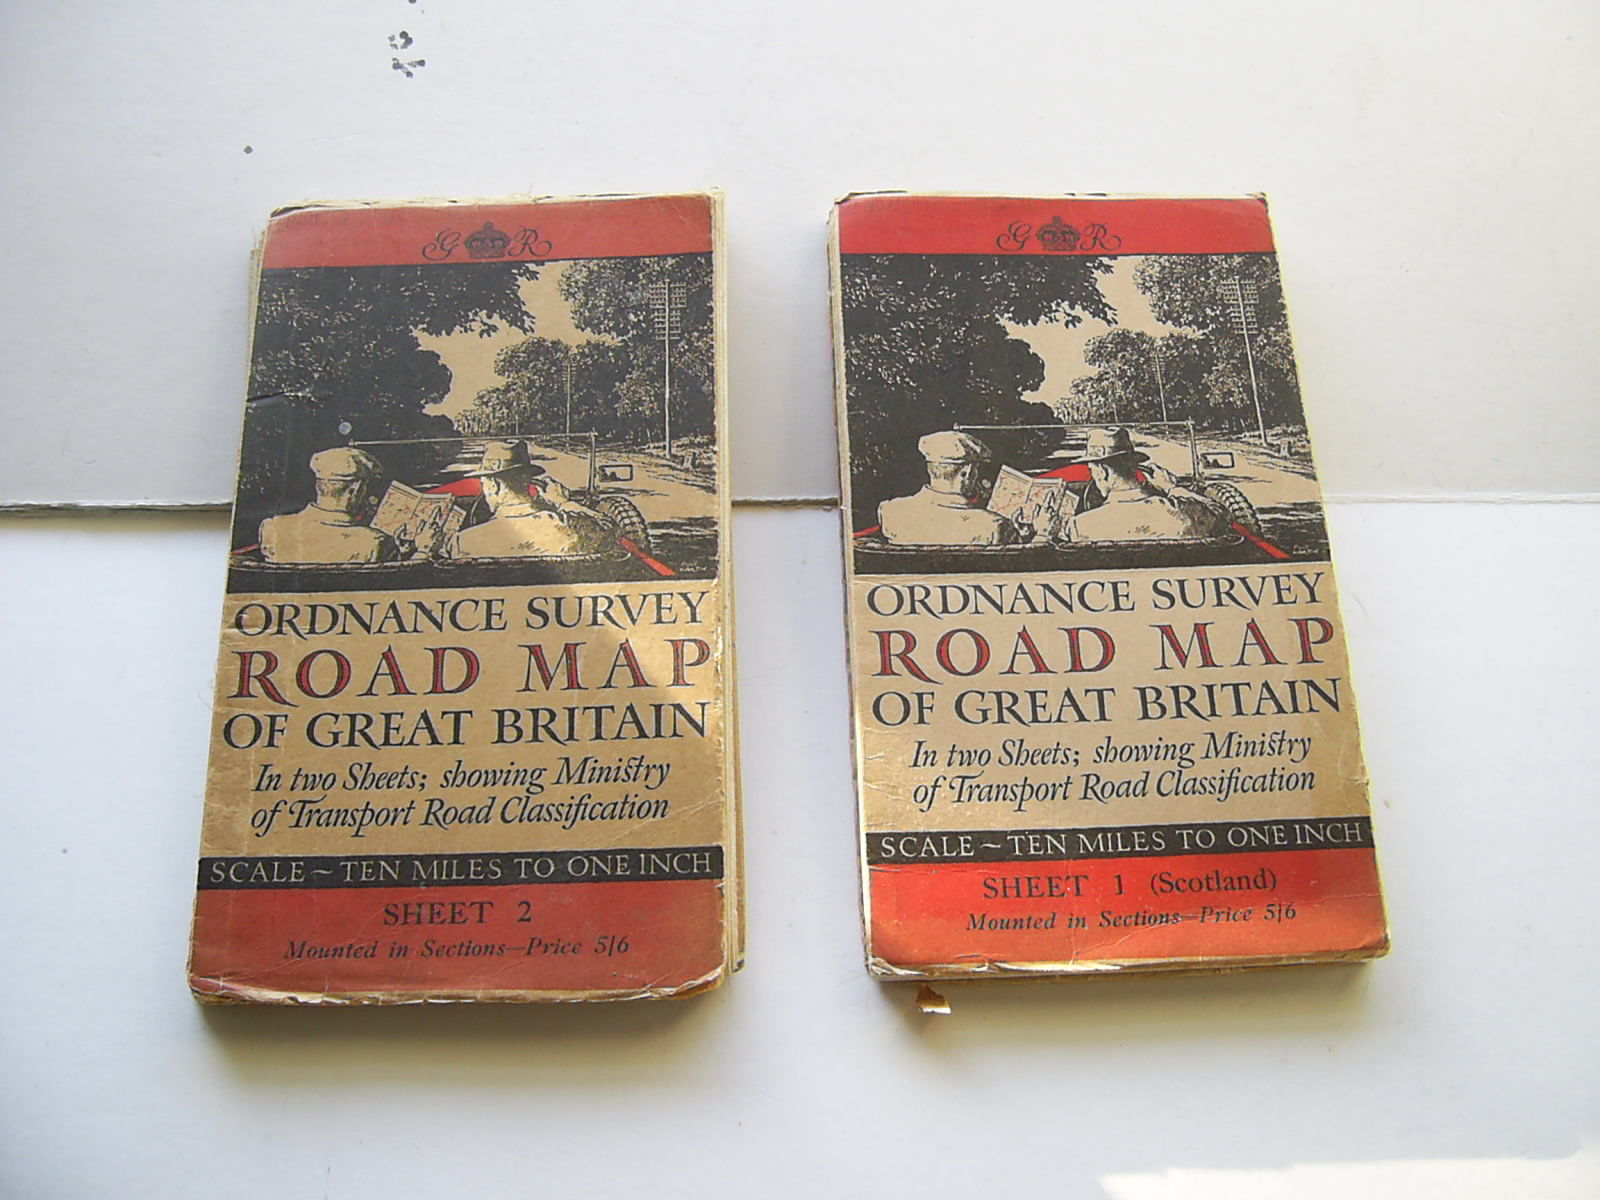 G R
ORDNANCE SURVEY
ROAD MAP
OF GREAT BRITAIN
In two Sheets; showing Ministry
of Transport Road Classification
SCALE ~ TEN MILES TO ONE INCH
SHEET 2
Mounted in Sections—Price 5/6
G R
ORDNANCE SURVEY
ROAD MAP
OF GREAT BRITAIN
In two Sheets; showing Ministry
of Transport Road Classification
SCALE ~ TEN MILES TO ONE INCH
SHEET 1 (Scotland)
Mounted in Sections—Price 5/6